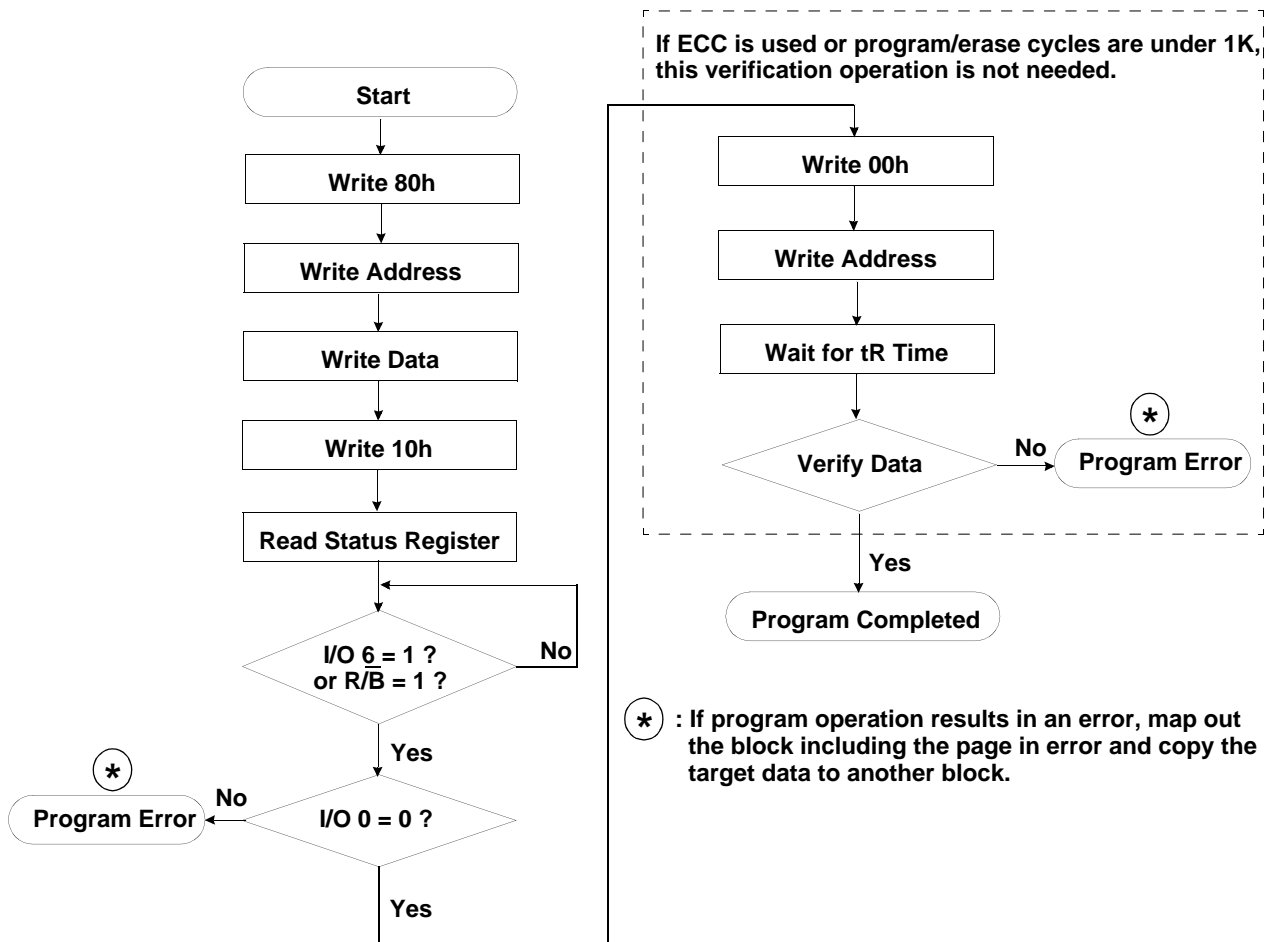 Start
Write 80h
Write Address
Write Data
Write 10h
Read Status Register
I/O 6 = 1 ?
or R/B̅ = 1 ?
No
Yes
*
No
Program Error
I/O 0 = 0 ?
Yes
If ECC is used or program/erase cycles are under 1K,
this verification operation is not needed.
Write 00h
Write Address
Wait for tR Time
*
Verify Data
No
Program Error
Yes
Program Completed
* : If program operation results in an error, map out
the block including the page in error and copy the
target data to another block.